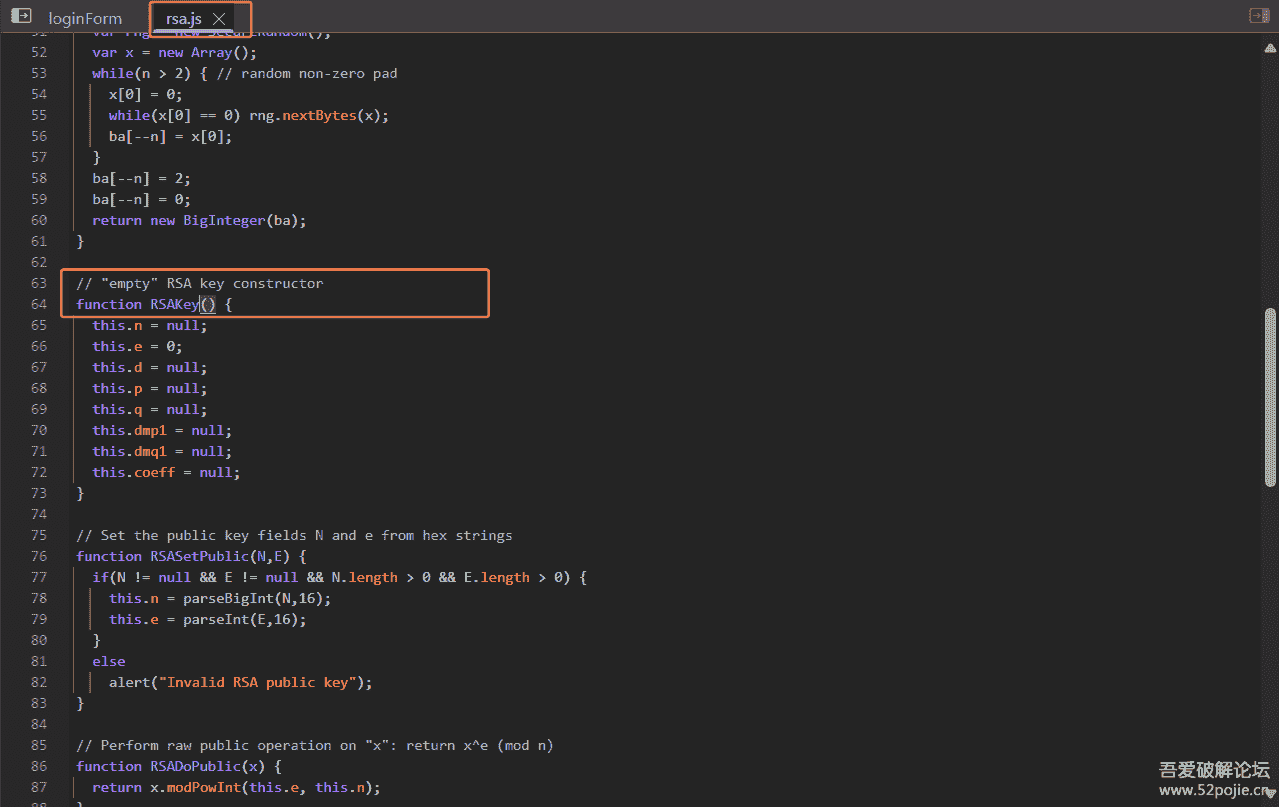 loginForm rsa.js
51 var rng = new SecureRandom();
52 var x = new Array();
53 while(n > 2) { // random non-zero pad
54 x[0] = 0;
55 while(x[0] == 0) rng.nextBytes(x);
56 ba[--n] = x[0];
57 }
58 ba[--n] = 2;
59 ba[--n] = 0;
60 return new BigInteger(ba);
61 }
62
63 // "empty" RSA key constructor
64 function RSAKey() {
65 this.n = null;
66 this.e = 0;
67 this.d = null;
68 this.p = null;
69 this.q = null;
70 this.dmp1 = null;
71 this.dmq1 = null;
72 this.coeff = null;
73 }
74
75 // Set the public key fields N and e from hex strings
76 function RSASetPublic(N,E) {
77 if(N != null && E != null && N.length > 0 && E.length > 0) {
78 this.n = parseBigInt(N,16);
79 this.e = parseInt(E,16);
80 }
81 else
82 alert("Invalid RSA public key");
83 }
84
85 // Perform raw public operation on "x": return x^e (mod n)
86 function RSADoPublic(x) {
87 return x.modPowInt(this.e, this.n);
88 }
吾爱破解论坛
www.52pojie.cn